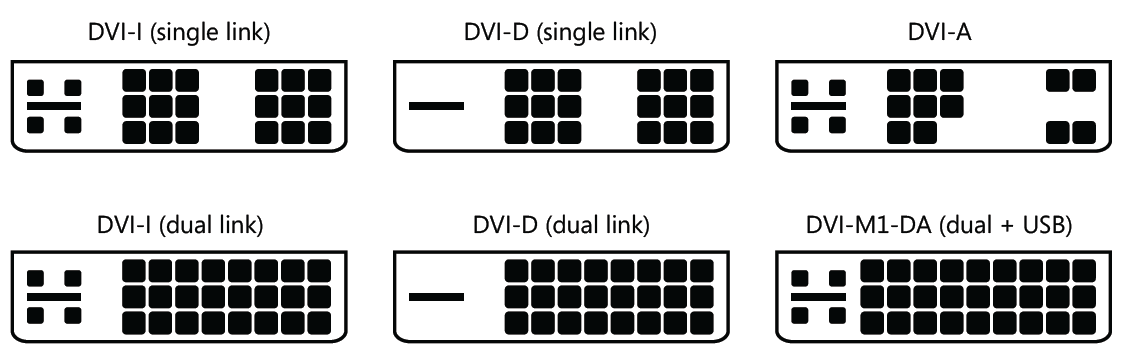 DVI-I (single link)
DVI-D (single link)
DVI-A
DVI-I (dual link)
DVI-D (dual link)
DVI-M1-DA (dual + USB)